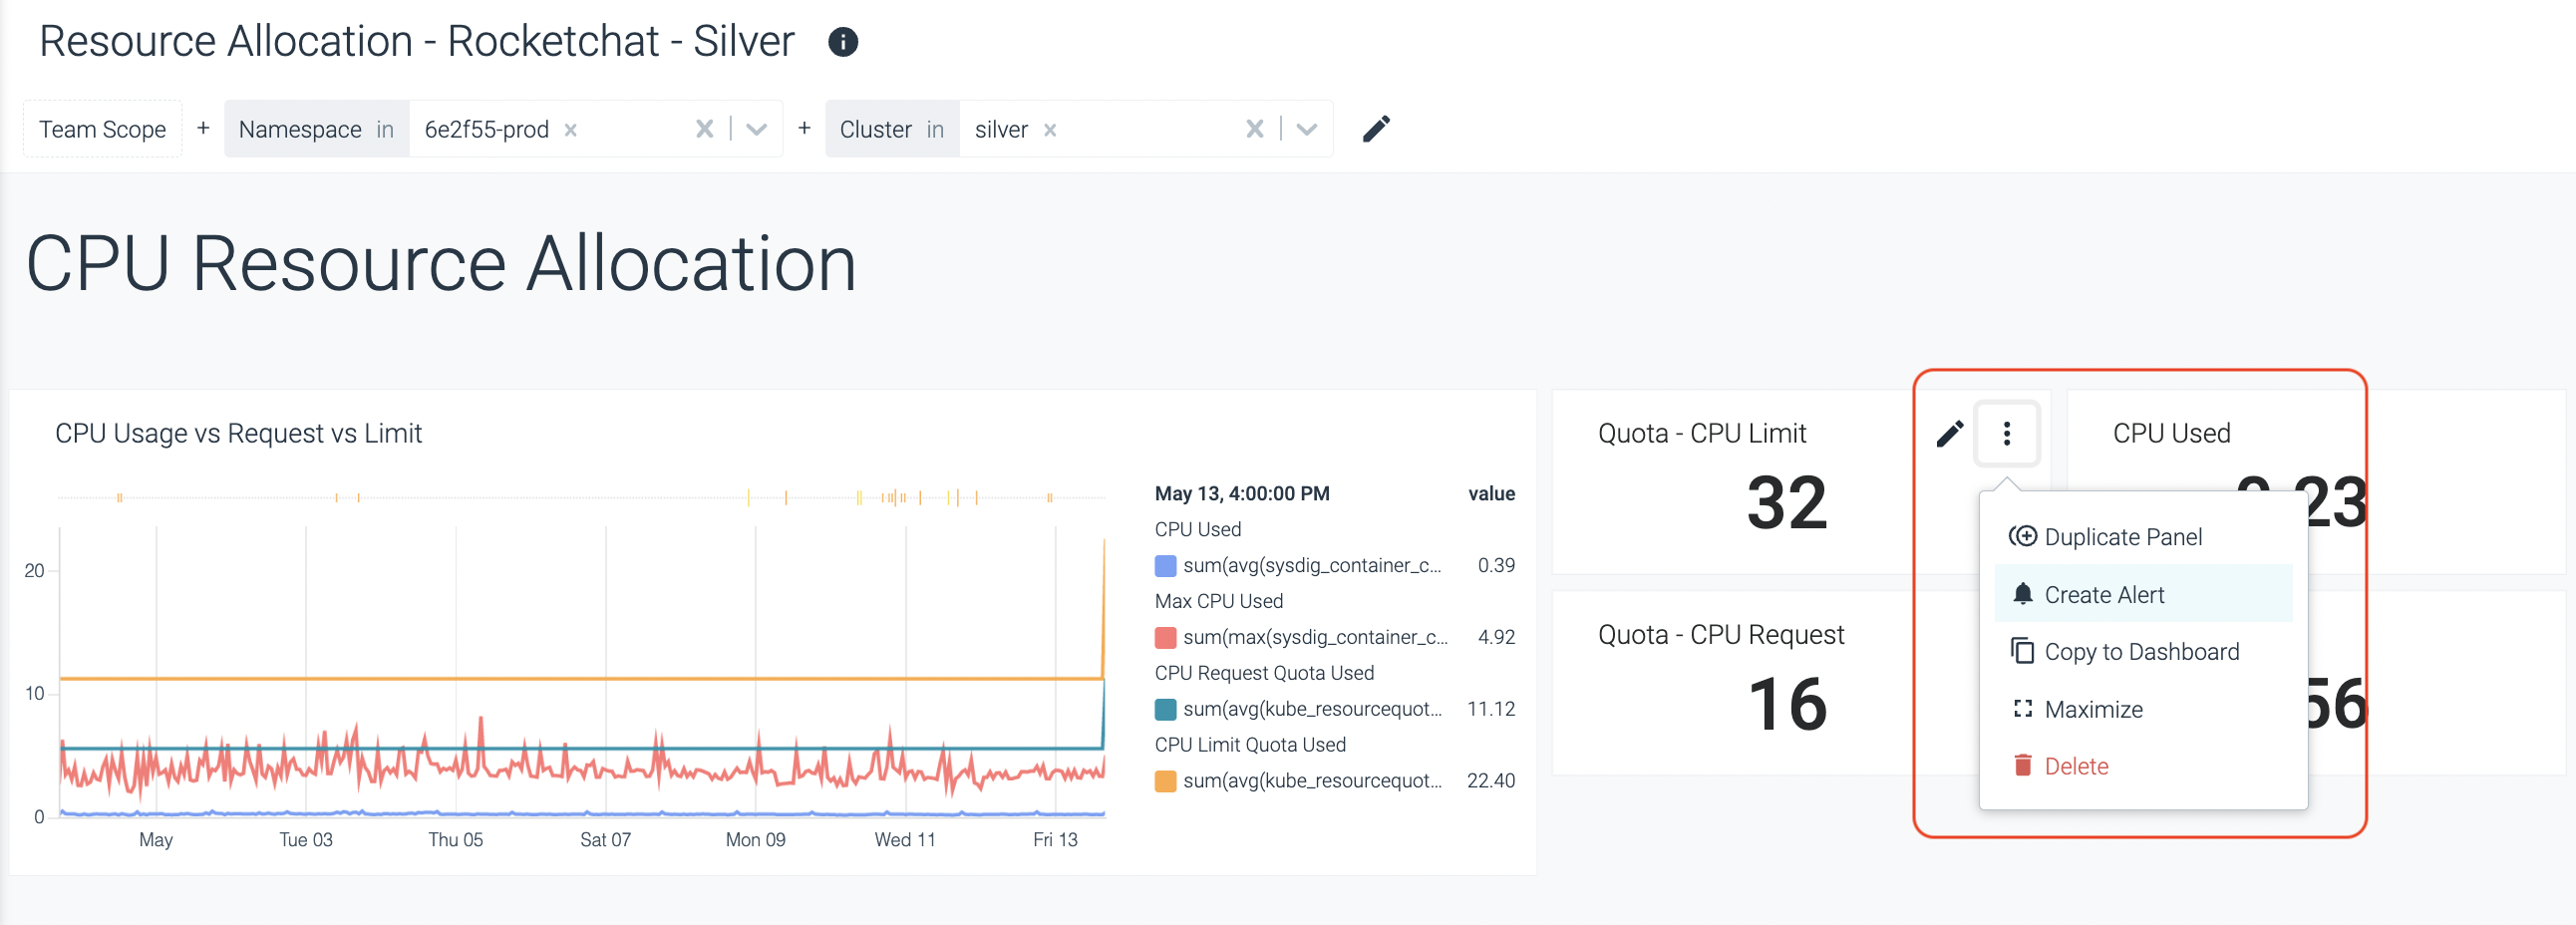 Resource Allocation - Rocketchat - Silver
Team Scope + Namespace in 6e2f55-prod + Cluster in silver
CPU Resource Allocation
CPU Usage vs Request vs Limit
20
10
0
May Tue 03 Thu 05 Sat 07 Mon 09 Wed 11 Fri 13
May 13, 4:00:00 PM value
CPU Used
sum(avg(sysdig_container_c... 0.39
Max CPU Used
sum(max(sysdig_container_c... 4.92
CPU Request Quota Used
sum(avg(kube_resourcequot... 11.12
CPU Limit Quota Used
sum(avg(kube_resourcequot... 22.40
Quota - CPU Limit
32
CPU Used
23
Quota - CPU Request
16
56
Duplicate Panel
Create Alert
Copy to Dashboard
Maximize
Delete